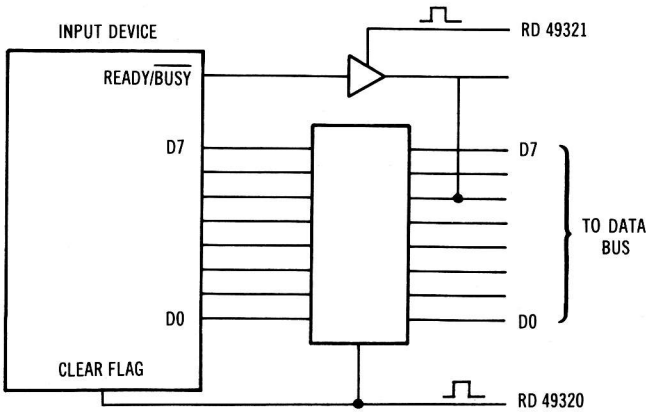 INPUT DEVICE
RD 49321
READY/BUSY
D7
D7
TO DATA
BUS
D0
D0
CLEAR FLAG
RD 49320